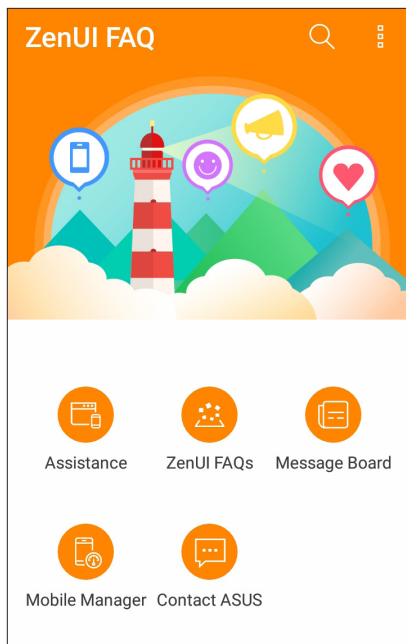 ZenUI FAQ
Assistance
ZenUI FAQs
Message Board
Mobile Manager
Contact ASUS